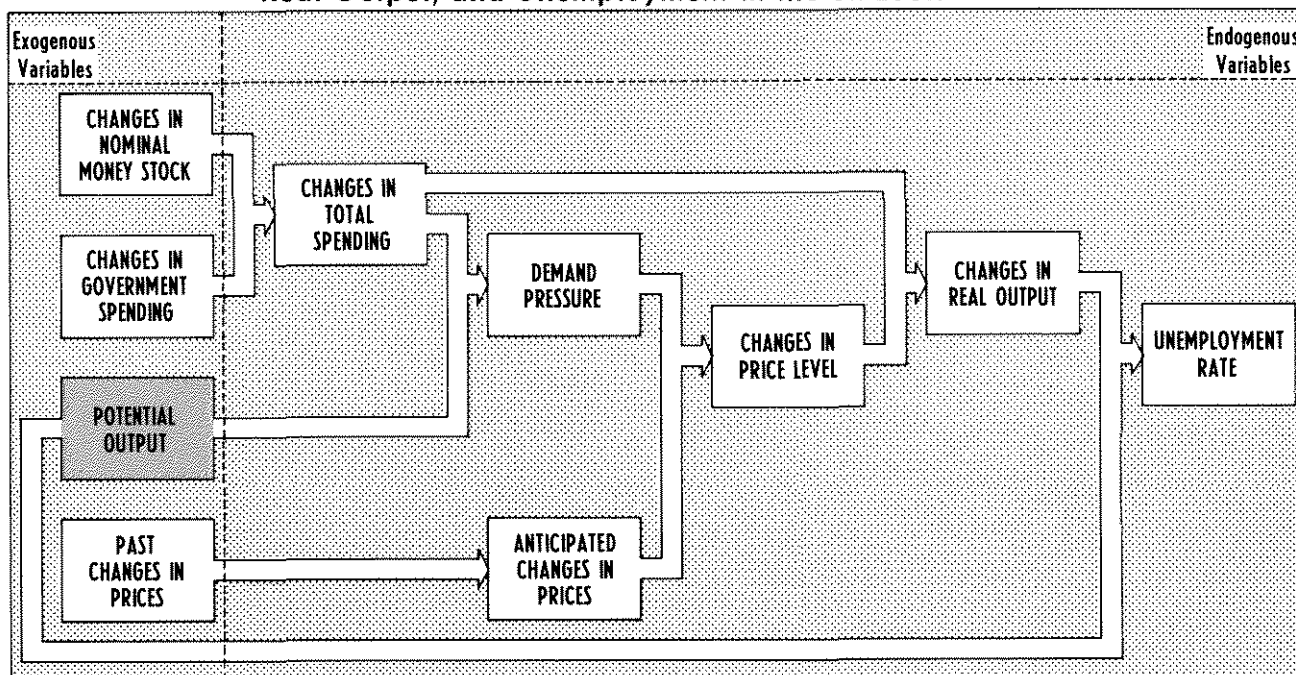 Exogenous
Variables
Endogenous
Variables
CHANGES IN
NOMINAL
MONEY STOCK
CHANGES IN
TOTAL
SPENDING
CHANGES IN
GOVERNMENT
SPENDING
DEMAND
PRESSURE
CHANGES IN
REAL OUTPUT
CHANGES IN
PRICE LEVEL
UNEMPLOYMENT
RATE
POTENTIAL
OUTPUT
PAST
CHANGES IN
PRICES
ANTICIPATED
CHANGES IN
PRICES